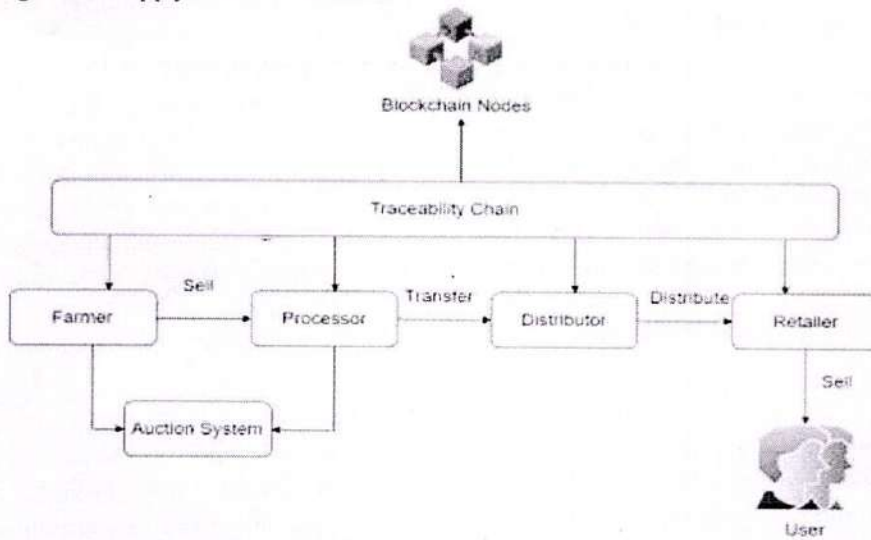 Blockchain Nodes
Traceability Chain
Sell
Transfer
Distribute
Farmer
Processor
Distributor
Retailer
Sell
Auction System
User